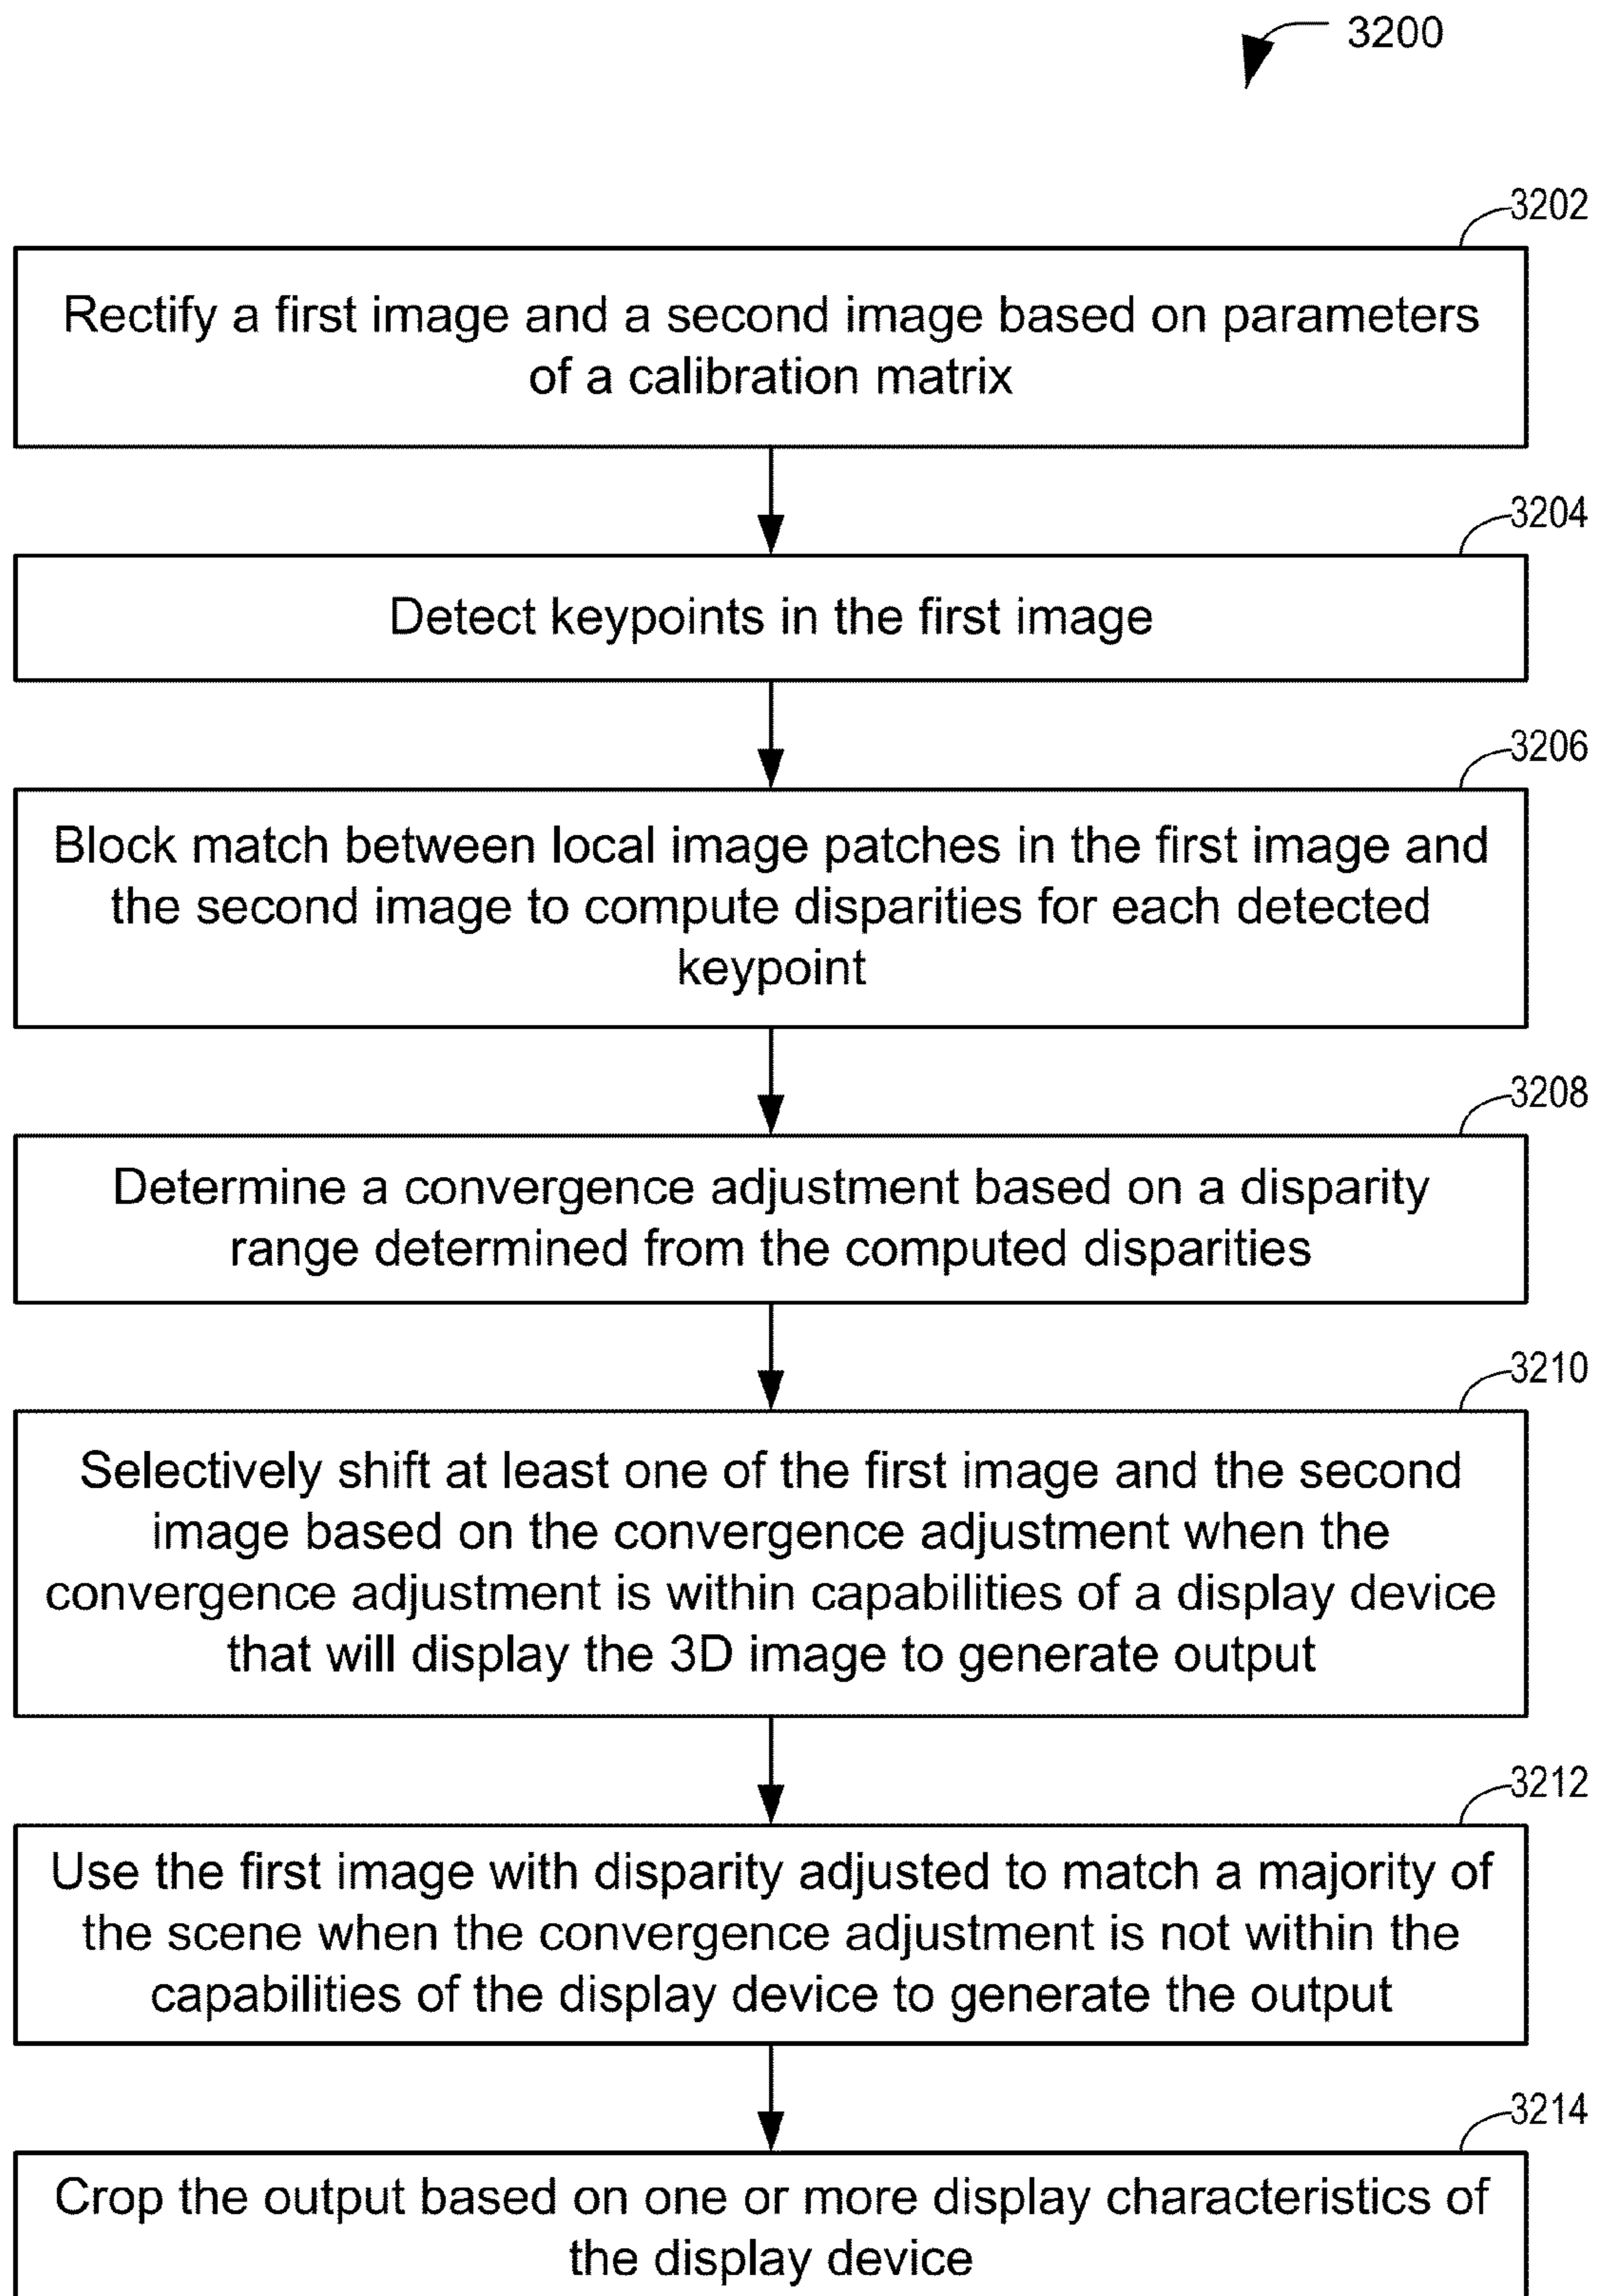 3200
3202
Rectify a first image and a second image based on parameters
of a calibration matrix
3204
Detect keypoints in the first image
3206
Block match between local image patches in the first image and
the second image to compute disparities for each detected
keypoint
3208
Determine a convergence adjustment based on a disparity
range determined from the computed disparities
3210
Selectively shift at least one of the first image and the second
image based on the convergence adjustment when the
convergence adjustment is within capabilities of a display device
that will display the 3D image to generate output
3212
Use the first image with disparity adjusted to match a majority of
the scene when the convergence adjustment is not within the
capabilities of the display device to generate the output
3214
Crop the output based on one or more display characteristics of
the display device